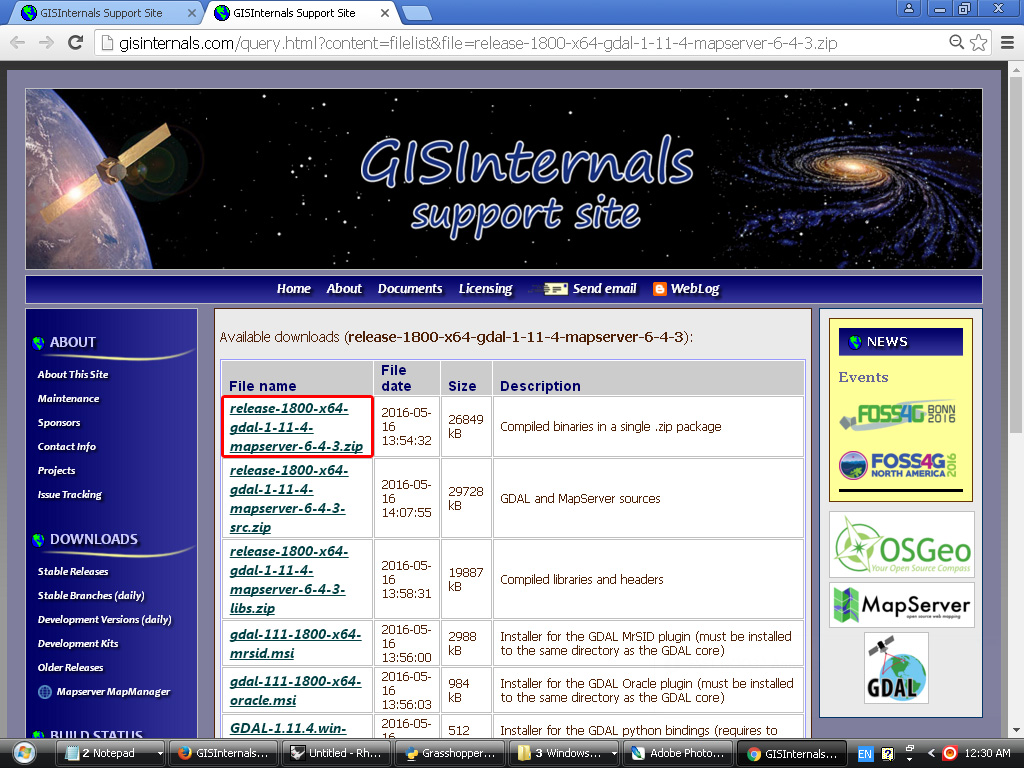 GISInternals Support Site
GISInternals Support Site
gisinternals.com/query.html?content=filelist&file=release-1800-x64-gdal-1-11-4-mapserver-6-4-3.zip
GISInternals
support site
Home About Documents Licensing Send email WebLog
ABOUT
About This Site
Maintenance
Sponsors
Contact Info
Projects
Issue Tracking
DOWNLOADS
Stable Releases
Stable Branches (daily)
Development Versions (daily)
Development Kits
Older Releases
Mapserver MapManager
BUILD STATUS
Available downloads (release-1800-x64-gdal-1-11-4-mapserver-6-4-3):
File name File date Size Description
release-1800-x64-
gdal-1-11-4-
mapserver-6-4-3.zip
2016-05-
16
13:54:32
26849
kB
Compiled binaries in a single .zip package
release-1800-x64-
gdal-1-11-4-
mapserver-6-4-3-
src.zip
2016-05-
16
14:07:55
29728
kB
GDAL and MapServer sources
release-1800-x64-
gdal-1-11-4-
mapserver-6-4-3-
libs.zip
2016-05-
16
13:58:31
19887
kB
Compiled libraries and headers
gdal-111-1800-x64-
mrsid.msi
2016-05-
16
13:56:00
2988
kB
Installer for the GDAL MrSID plugin (must be installed
to the same directory as the GDAL core)
gdal-111-1800-x64-
oracle.msi
2016-05-
16
13:56:03
984
kB
Installer for the GDAL Oracle plugin (must be installed
to the same directory as the GDAL core)
GDAL-1.11.4.win-
2016-05-
512
Installer for the GDAL python bindings (requires to
NEWS
Events
FOSS4G BONN
2016
FOSS4G 2016
NORTH AMERICA
OSGeo
Your Open Source Compass
MapServer
open source web mapping
GDAL
2 Notepad
GISInternals...
Untitled - Rh...
Grasshopper...
3 Windows...
Adobe Photo...
GISInternals...
EN
12:30 AM